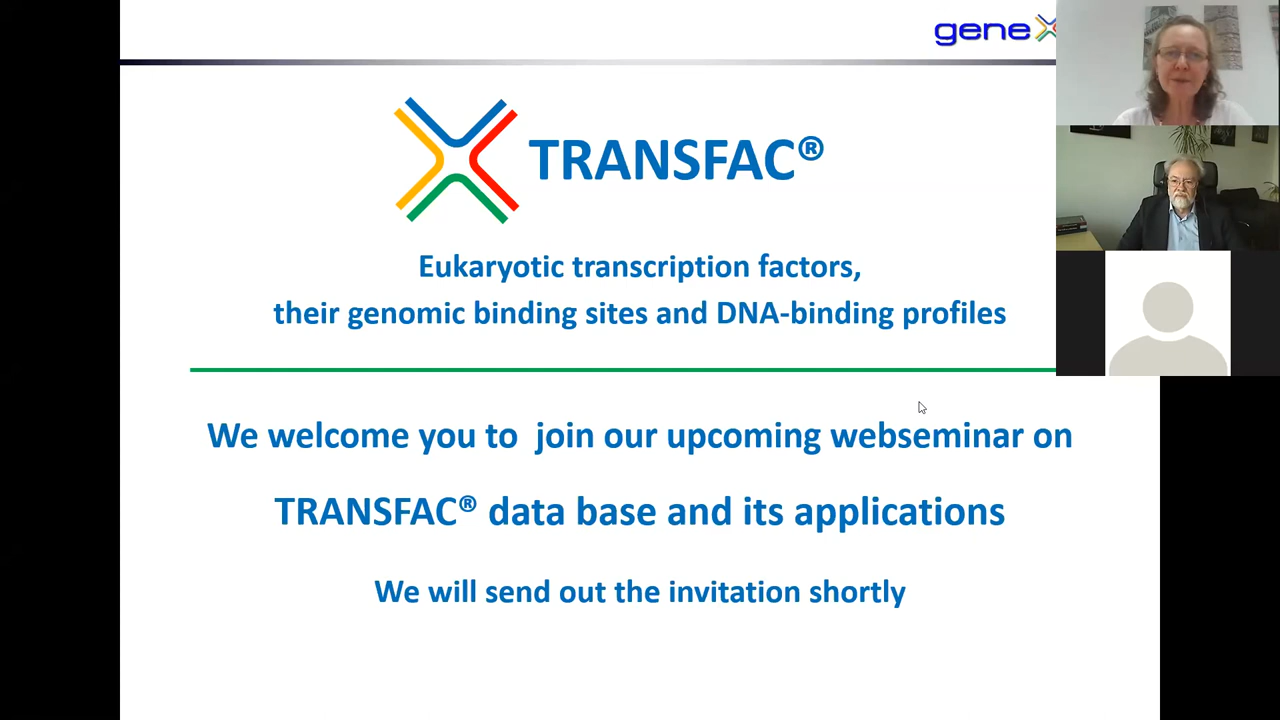 gene
TRANSFAC®
Eukaryotic transcription factors,
their genomic binding sites and DNA-binding profiles
We welcome you to join our upcoming webseminar on
TRANSFAC® data base and its applications
We will send out the invitation shortly